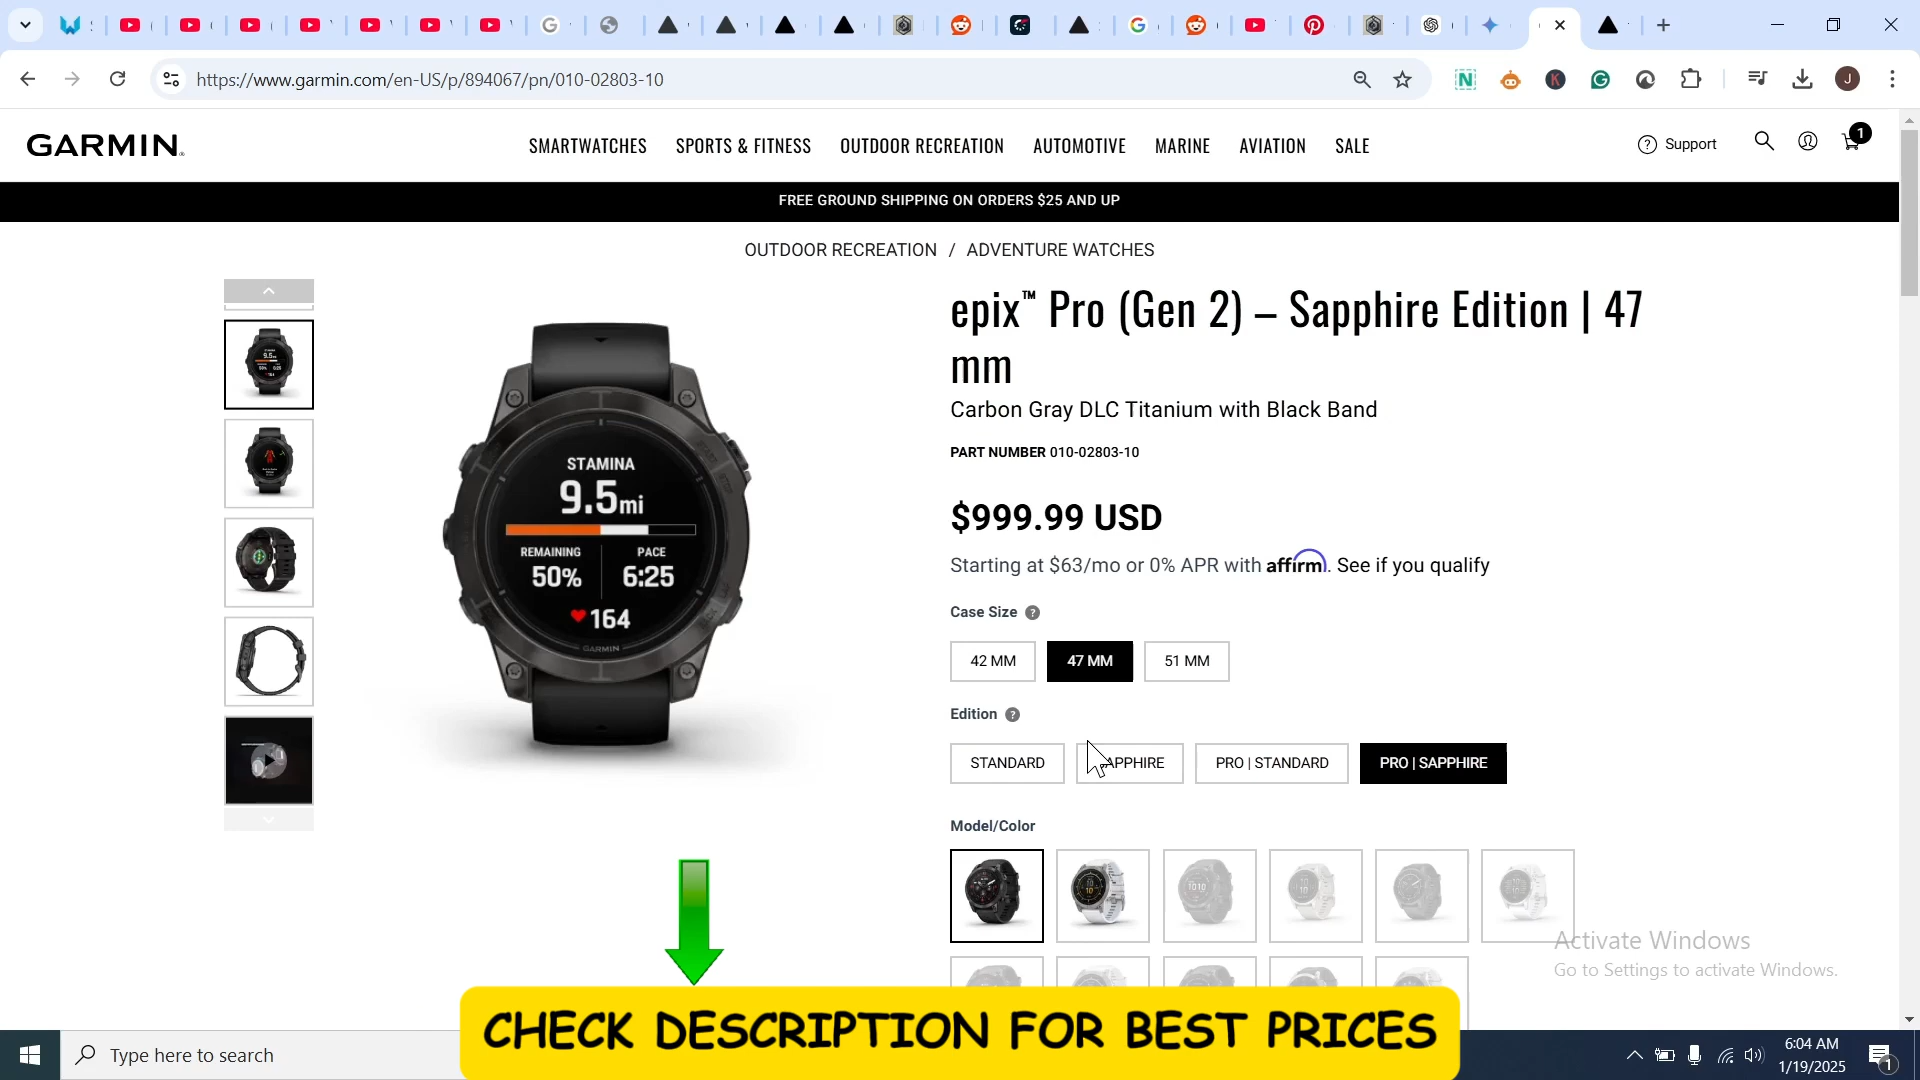 https://www.garmin.com/en-US/p/894067/pn/010-02803-10
J
GARMIN
SMARTWATCHES SPORTS & FITNESS OUTDOOR RECREATION AUTOMOTIVE MARINE AVIATION SALE
Support
1
FREE GROUND SHIPPING ON ORDERS $25 AND UP
OUTDOOR RECREATION / ADVENTURE WATCHES
epix™ Pro (Gen 2) – Sapphire Edition | 47
mm
Carbon Gray DLC Titanium with Black Band
PART NUMBER 010-02803-10
$999.99 USD
Starting at $63/mo or 0% APR with affirm. See if you qualify
Case Size ?
42 MM 47 MM 51 MM
Edition ?
STANDARD SAPPHIRE PRO | STANDARD PRO | SAPPHIRE
Model/Color
STAMINA
9.5mi
REMAINING PACE
50% 6:25
164
GARMIN
Activate Windows
Go to Settings to activate Windows.
CHECK DESCRIPTION FOR BEST PRICES
Type here to search
6:04 AM
1/19/2025
1